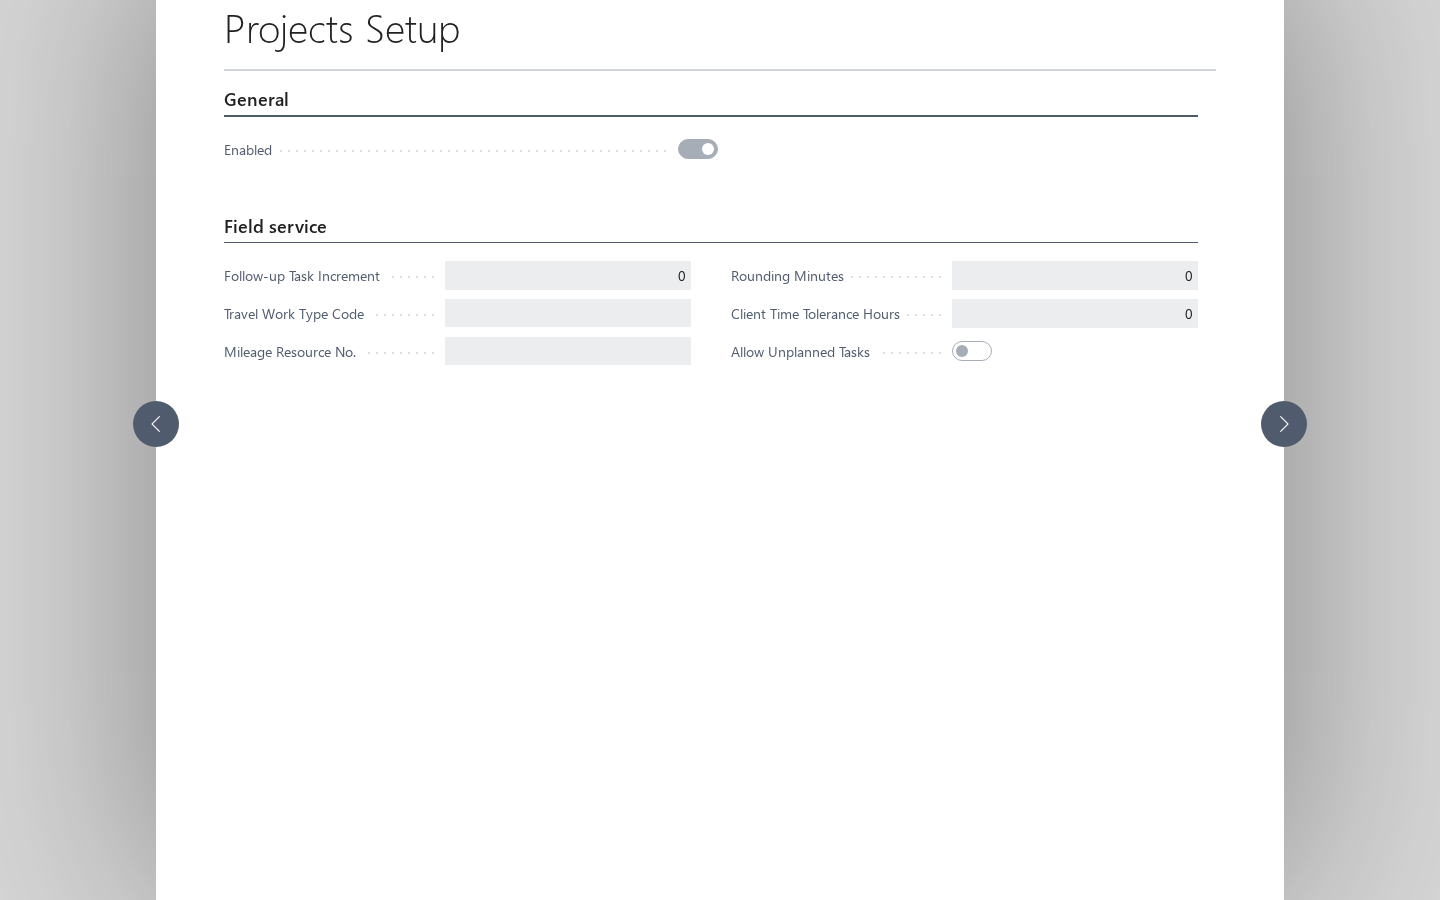 Projects Setup
General
Enabled
Field service
Follow-up Task Increment 0
Travel Work Type Code
Mileage Resource No.
Rounding Minutes 0
Client Time Tolerance Hours 0
Allow Unplanned Tasks